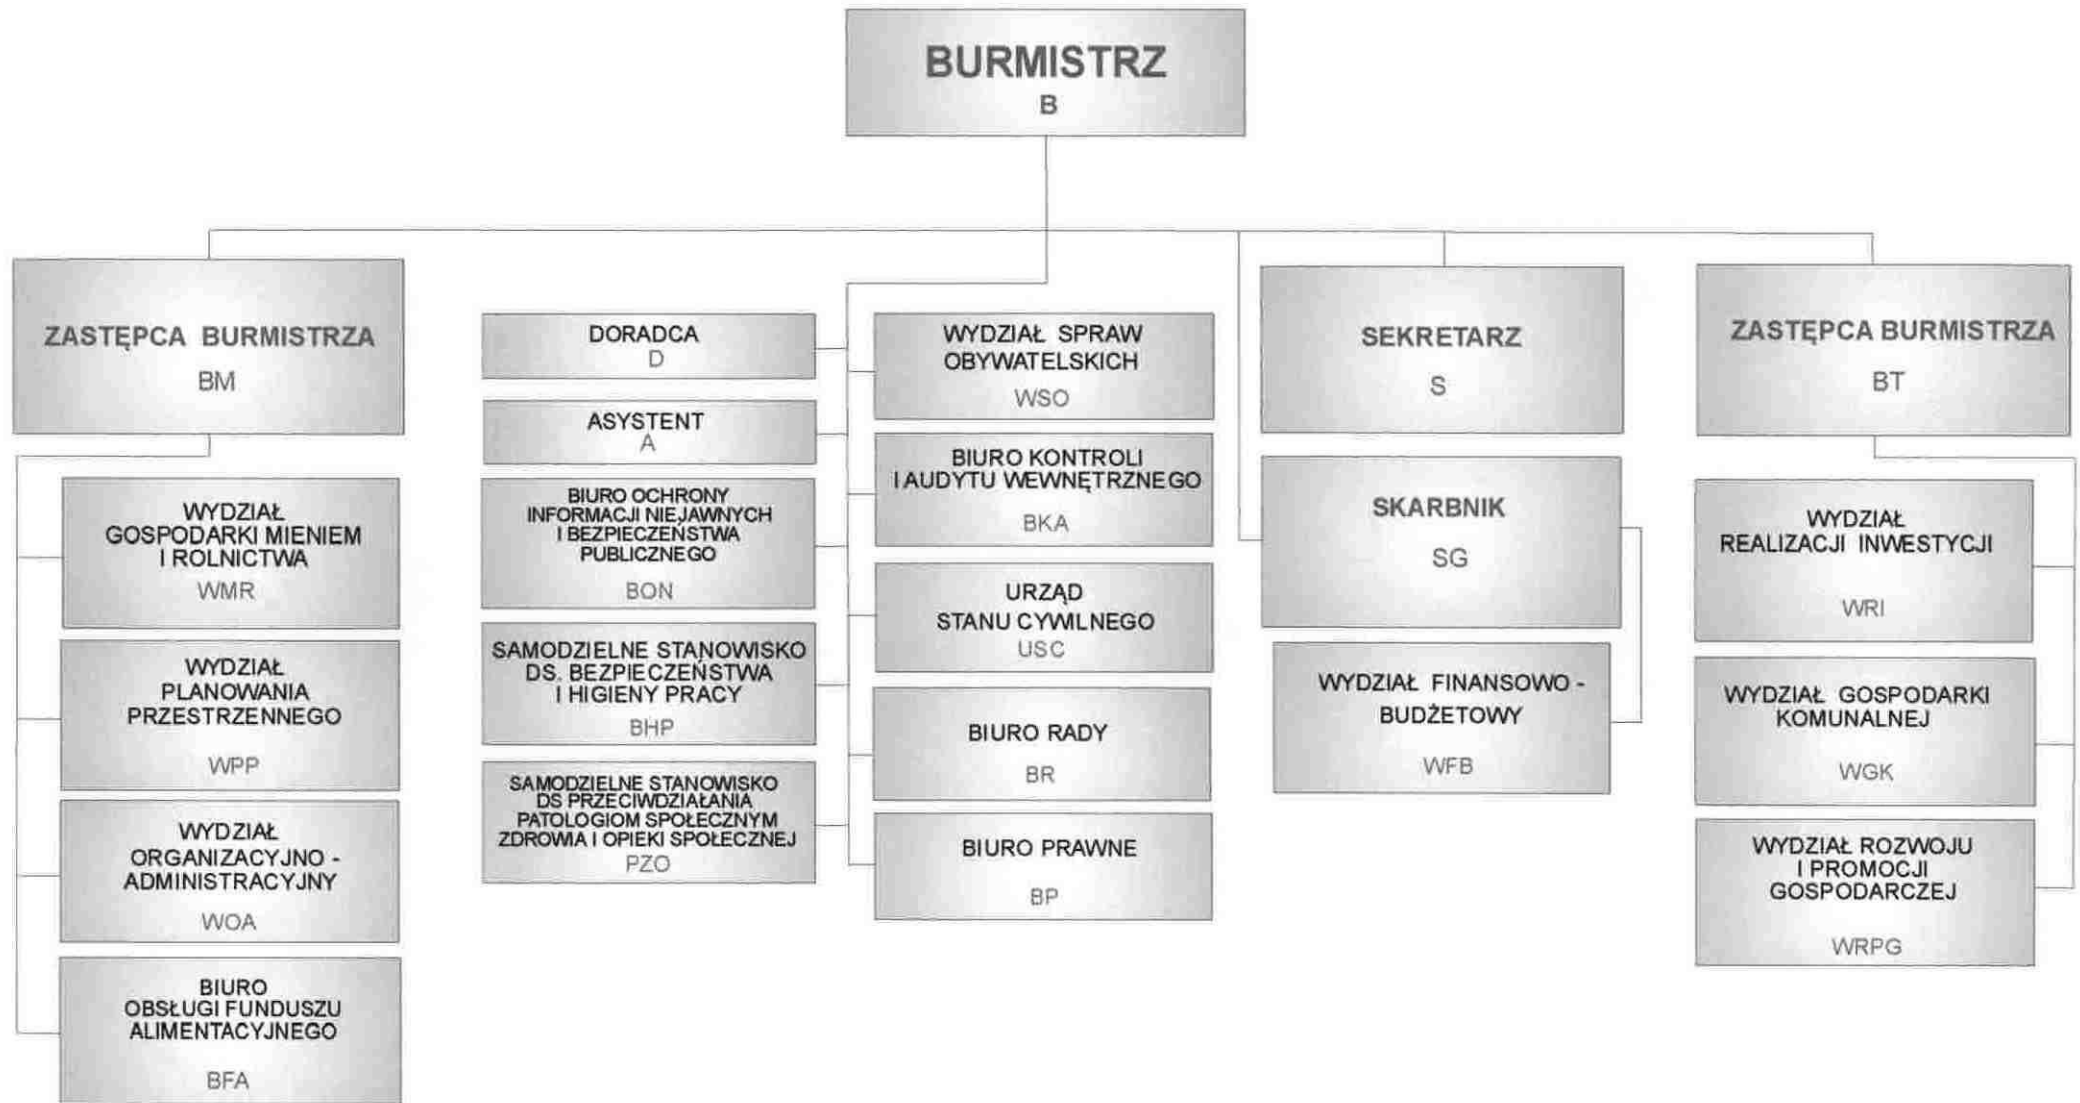 BURMISTRZ
B
ZASTĘPCA BURMISTRZA
BM
WYDZIAŁ
GOSPODARKI MIENIEM
I ROLNICTWA
WMR
WYDZIAŁ
PLANOWANIA
PRZESTRZENNEGO
WPP
WYDZIAŁ
ORGANIZACYJNO -
ADMINISTRACYJNY
WOA
BIURO
OBSŁUGI FUNDUSZU
ALIMENTACYJNEGO
BFA
DORADCA
D
ASYSTENT
A
BIURO OCHRONY
INFORMACJI NIEJAWNYCH
I BEZPIECZEŃSTWA
PUBLICZNEGO
BON
SAMODZIELNE STANOWISKO
DS. BEZPIECZEŃSTWA
I HIGIENY PRACY
BHP
SAMODZIELNE STANOWISKO
DS PRZECIWDZIAŁANIA
PATOLOGIOM SPOŁECZNYM
ZDROWIA I OPIEKI SPOŁECZNEJ
PZO
WYDZIAŁ SPRAW
OBYWATELSKICH
WSO
BIURO KONTROLI
I AUDYTU WEWNĘTRZNEGO
BKA
URZĄD
STANU CYWILNEGO
USC
BIURO RADY
BR
BIURO PRAWNE
BP
SEKRETARZ
S
SKARBNIK
SG
WYDZIAŁ FINANSOWO -
BUDŻETOWY
WFB
ZASTĘPCA BURMISTRZA
BT
WYDZIAŁ
REALIZACJI INWESTYCJI
WRI
WYDZIAŁ GOSPODARKI
KOMUNALNEJ
WGK
WYDZIAŁ ROZWOJU
I PROMOCJI
GOSPODARCZEJ
WRPG